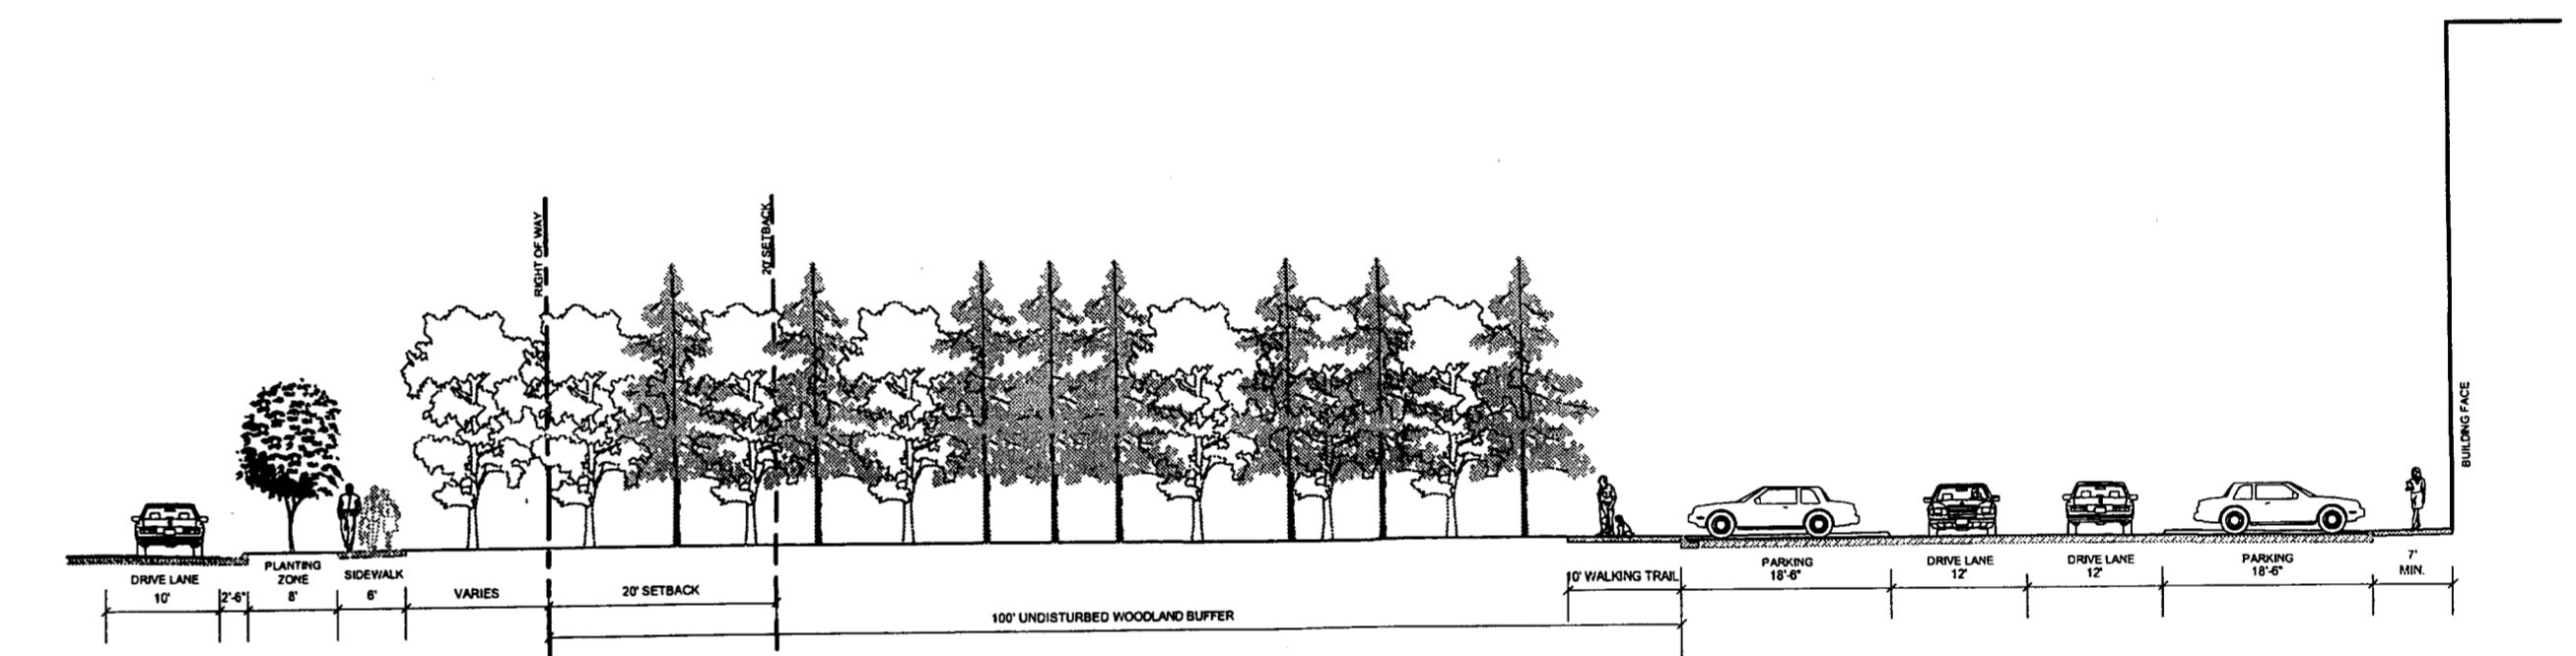 RIGHT OF WAY
20' SETBACK
BUILDING FACE
DRIVE LANE
10'
2'-6"
PLANTING
ZONE
8'
SIDEWALK
6'
VARIES
20' SETBACK
100' UNDISTURBED WOODLAND BUFFER
10' WALKING TRAIL
PARKING
18'-6"
DRIVE LANE
12'
DRIVE LANE
12'
PARKING
18'-6"
7'
MIN.